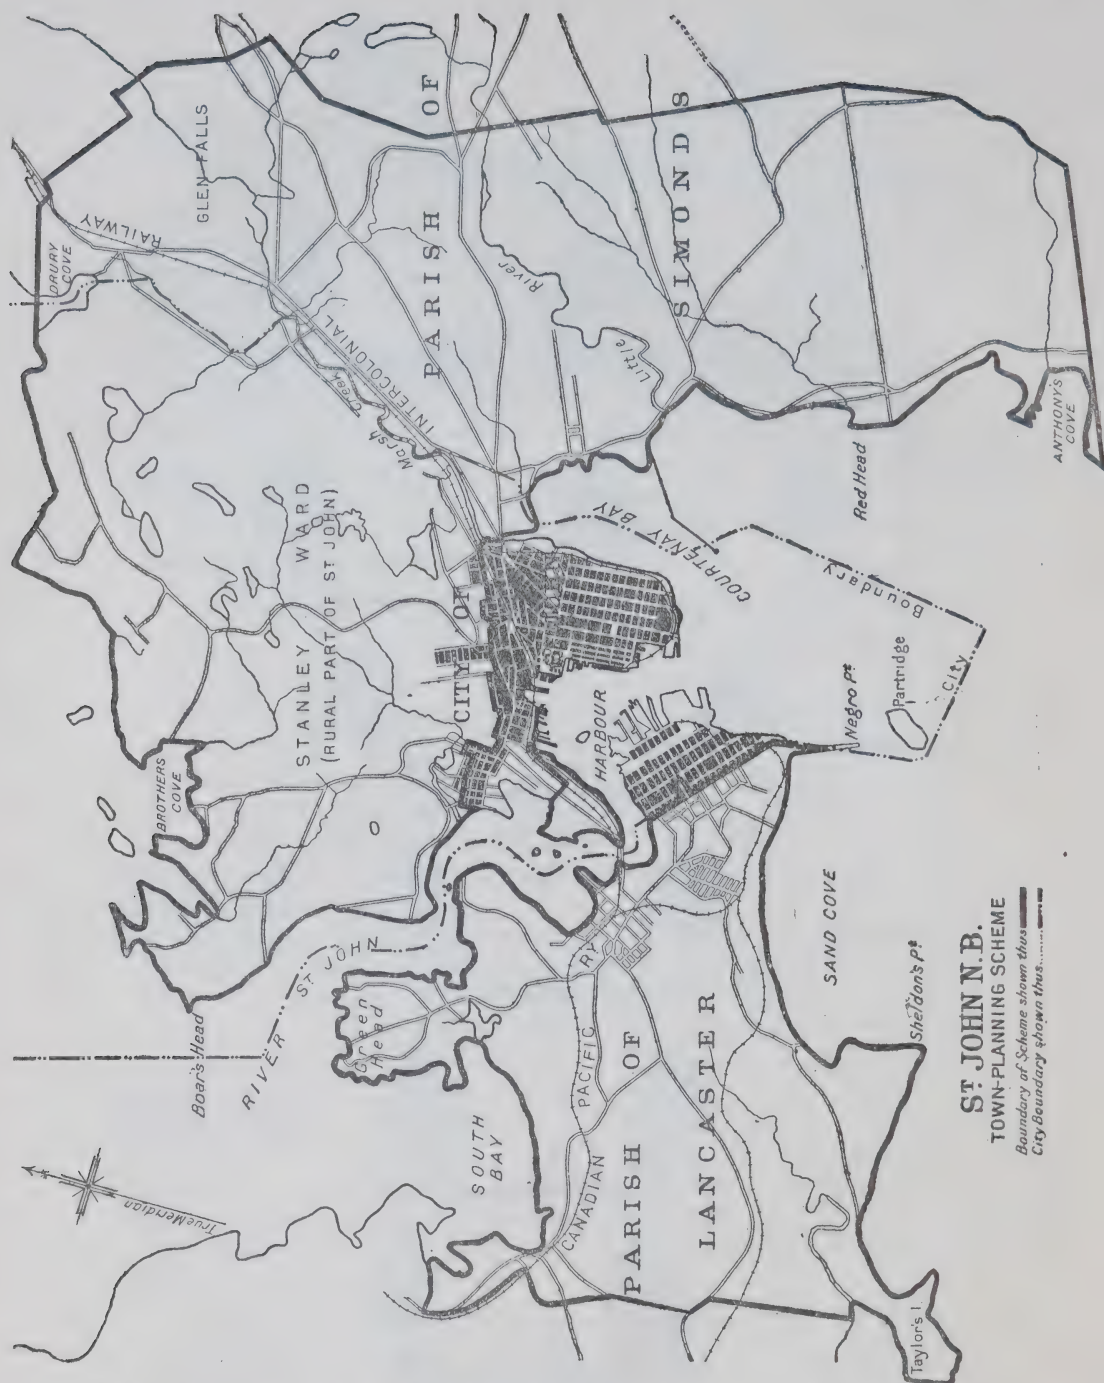 ST JOHN N.B.
TOWN-PLANNING SCHEME
Boundary of Scheme shown thus
City Boundary shown thus
True Meridian
Boar's Head
RIVER ST JOHN
BROTHERS
COVE
DRURY
COVE
RAILWAY
GLEN FALLS
STANLEY WARD
(RURAL PART OF ST JOHN)
Marsh Creek
INTERCOLONIAL
PARISH OF
SIMONDS
Little River
Green
Head
SOUTH
BAY
CITY OF
ST JOHN
HARBOUR
COURTENAY BAY
CANADIAN PACIFIC RY
PARISH OF
LANCASTER
SAND COVE
Negro Pt
Partridge
City Boundary
Red Head
ANTHONY'S
COVE
Sheldon's Pt
Taylor's I.